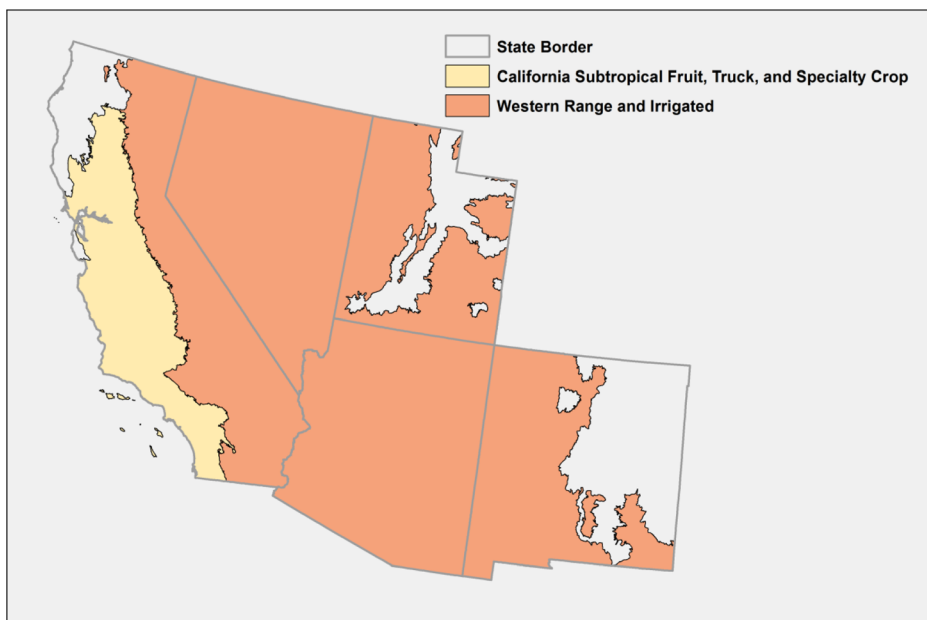 State Border
California Subtropical Fruit, Truck, and Specialty Crop
Western Range and Irrigated